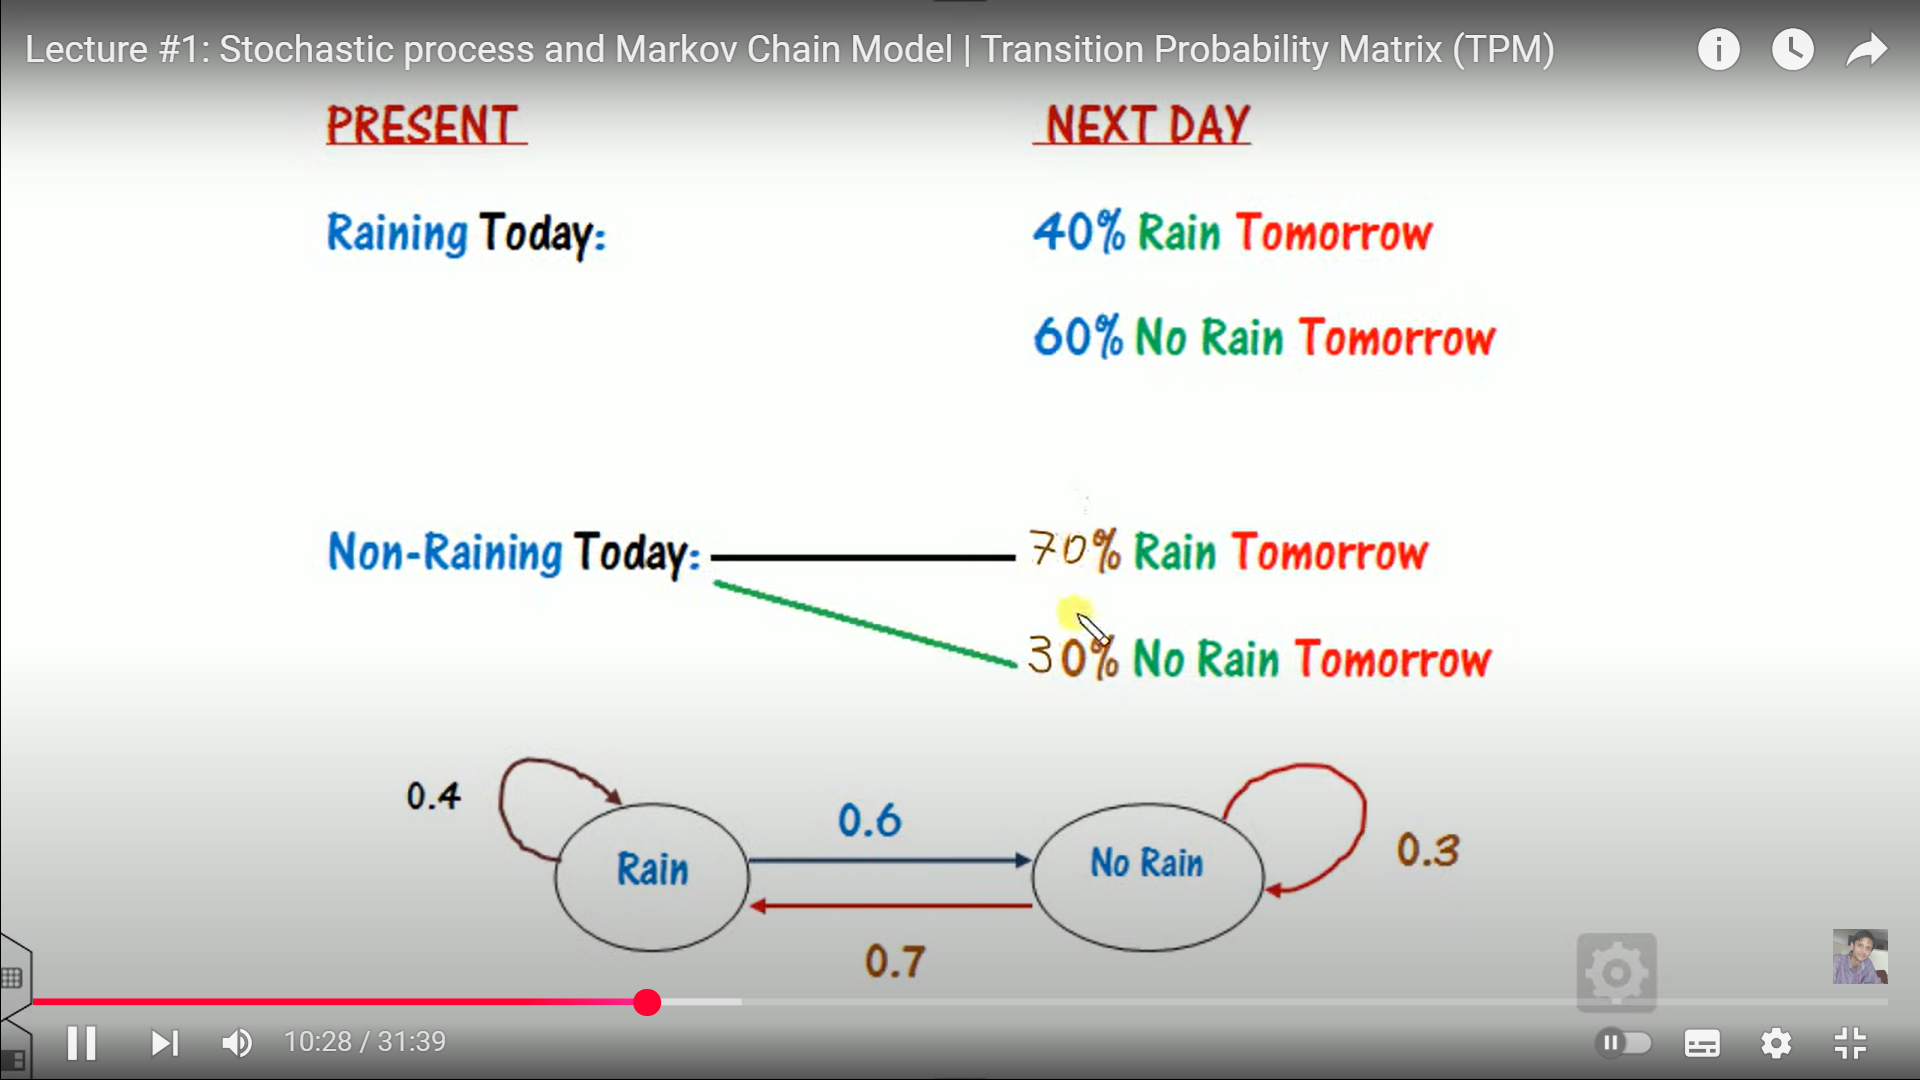 Lecture #1: Stochastic process and Markov Chain Model | Transition Probability Matrix (TPM)
PRESENT
NEXT DAY
Raining Today:
40% Rain Tomorrow
60% No Rain Tomorrow
Non-Raining Today:
70% Rain Tomorrow
30% No Rain Tomorrow
0.4
0.6
Rain
No Rain
0.3
0.7
10:28 / 31:39